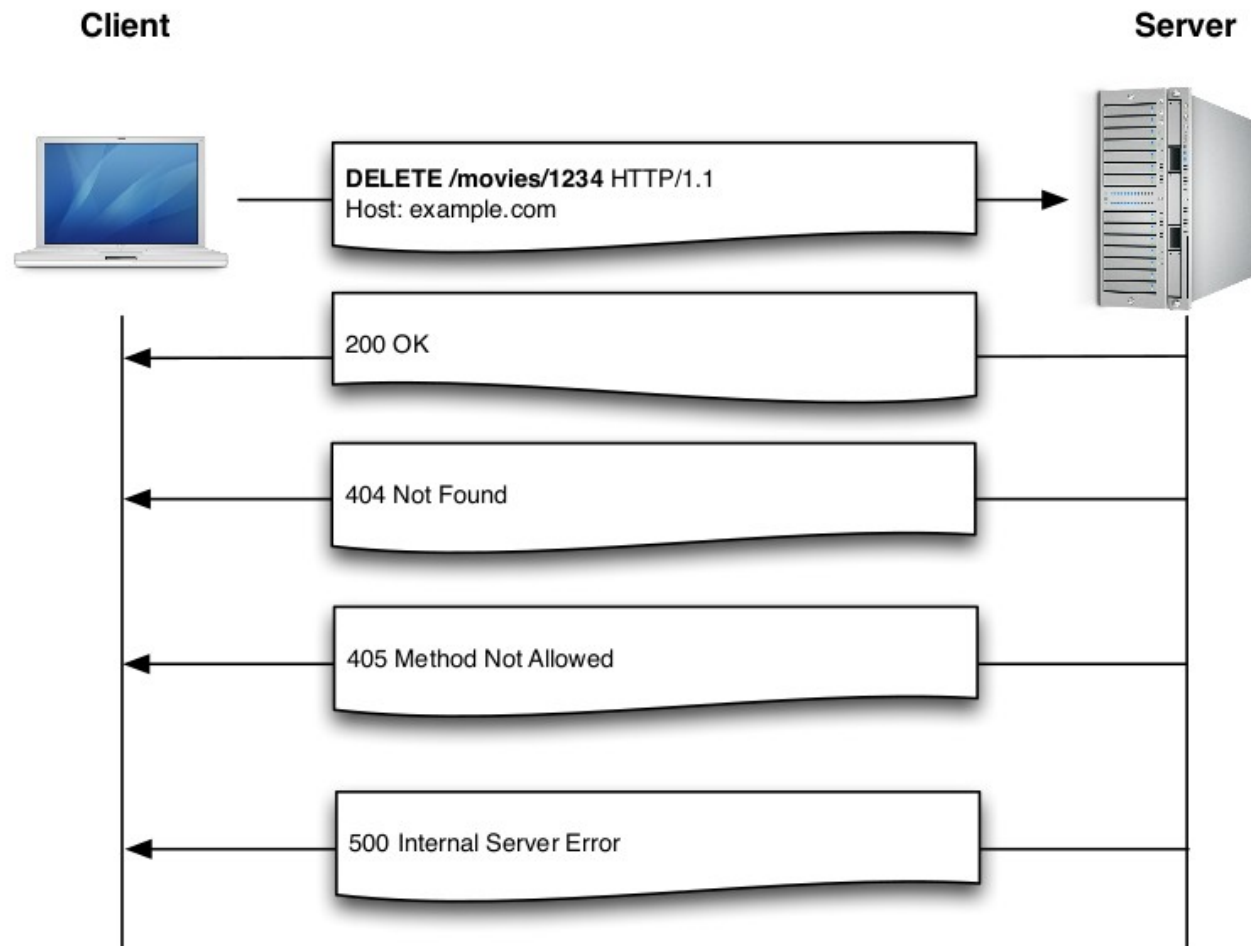 Client
Server
DELETE /movies/1234 HTTP/1.1
Host: example.com
200 OK
404 Not Found
405 Method Not Allowed
500 Internal Server Error